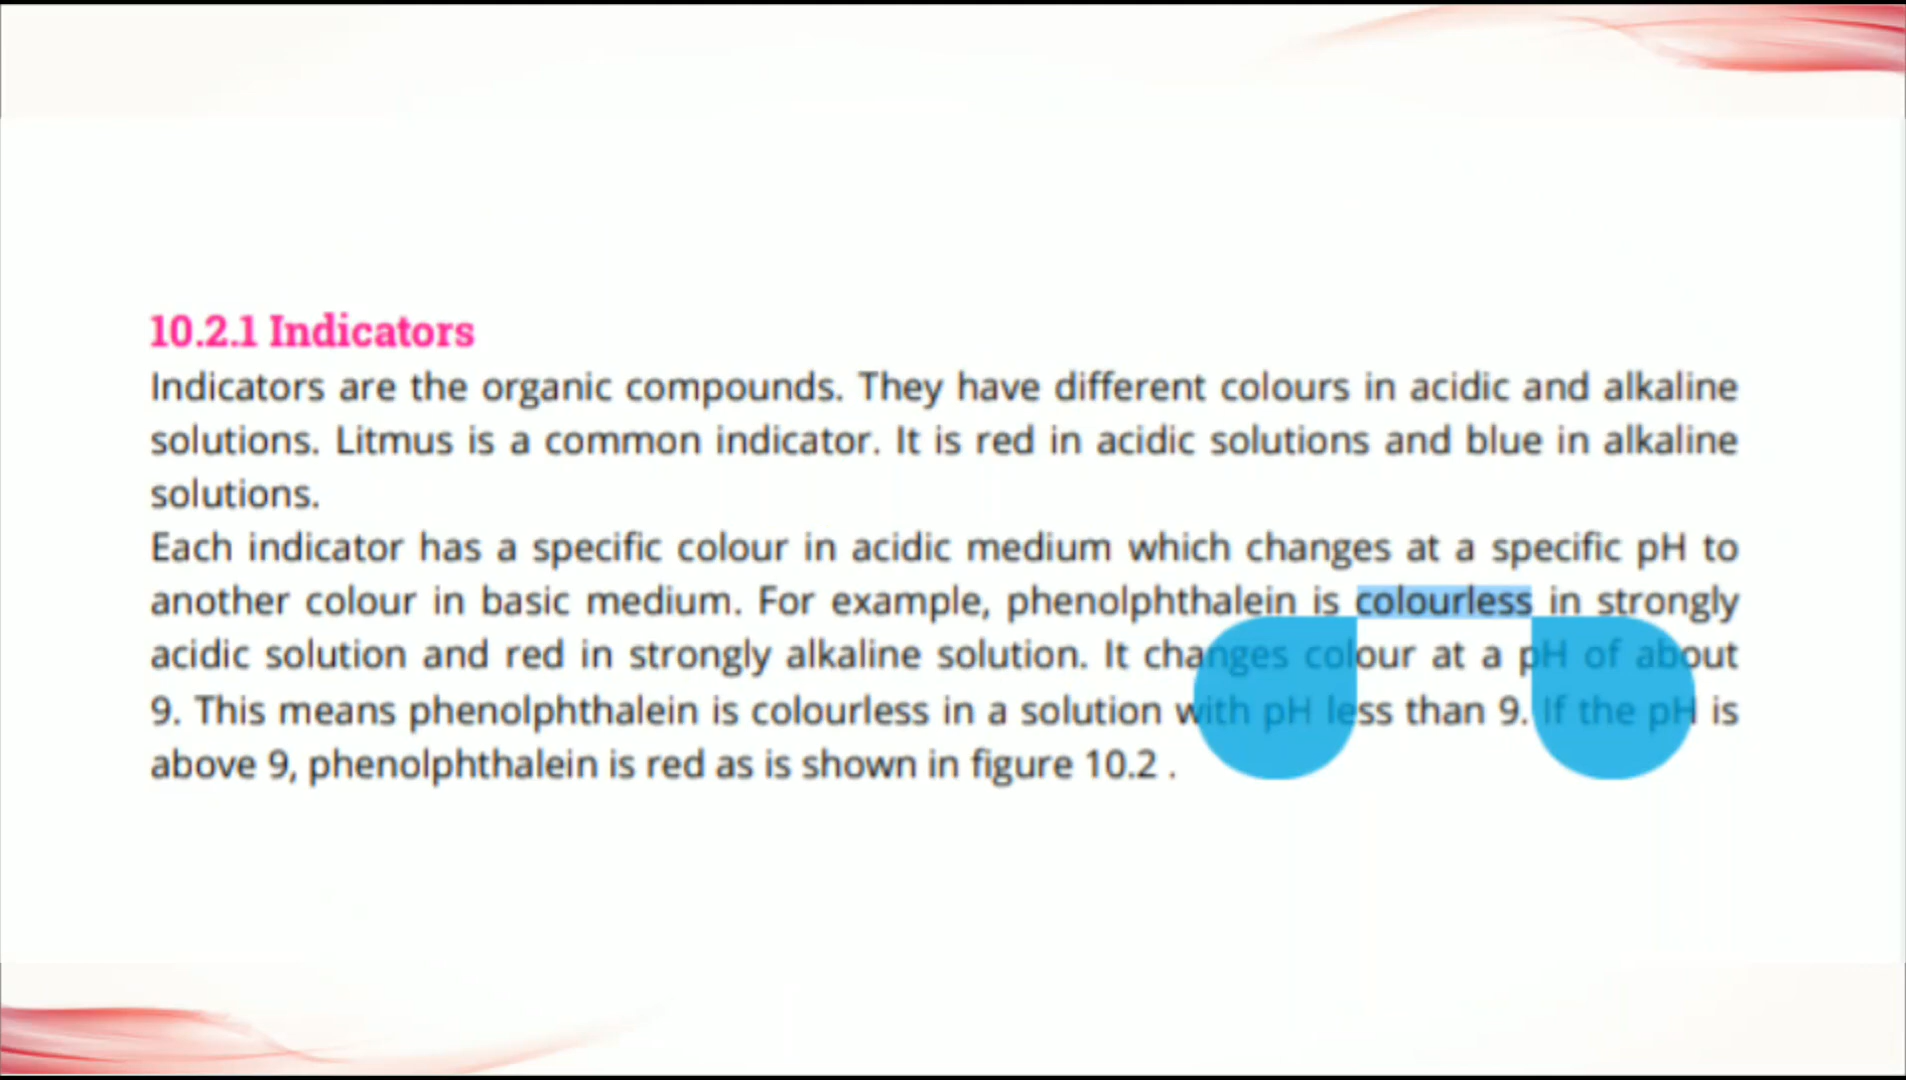 10.2.1 Indicators
Indicators are the organic compounds. They have different colours in acidic and alkaline
solutions. Litmus is a common indicator. It is red in acidic solutions and blue in alkaline
solutions.
Each indicator has a specific colour in acidic medium which changes at a specific pH to
another colour in basic medium. For example, phenolphthalein is colourless in strongly
acidic solution and red in strongly alkaline solution. It changes colour at a pH of about
9. This means phenolphthalein is colourless in a solution with pH less than 9. If the pH is
above 9, phenolphthalein is red as is shown in figure 10.2 .